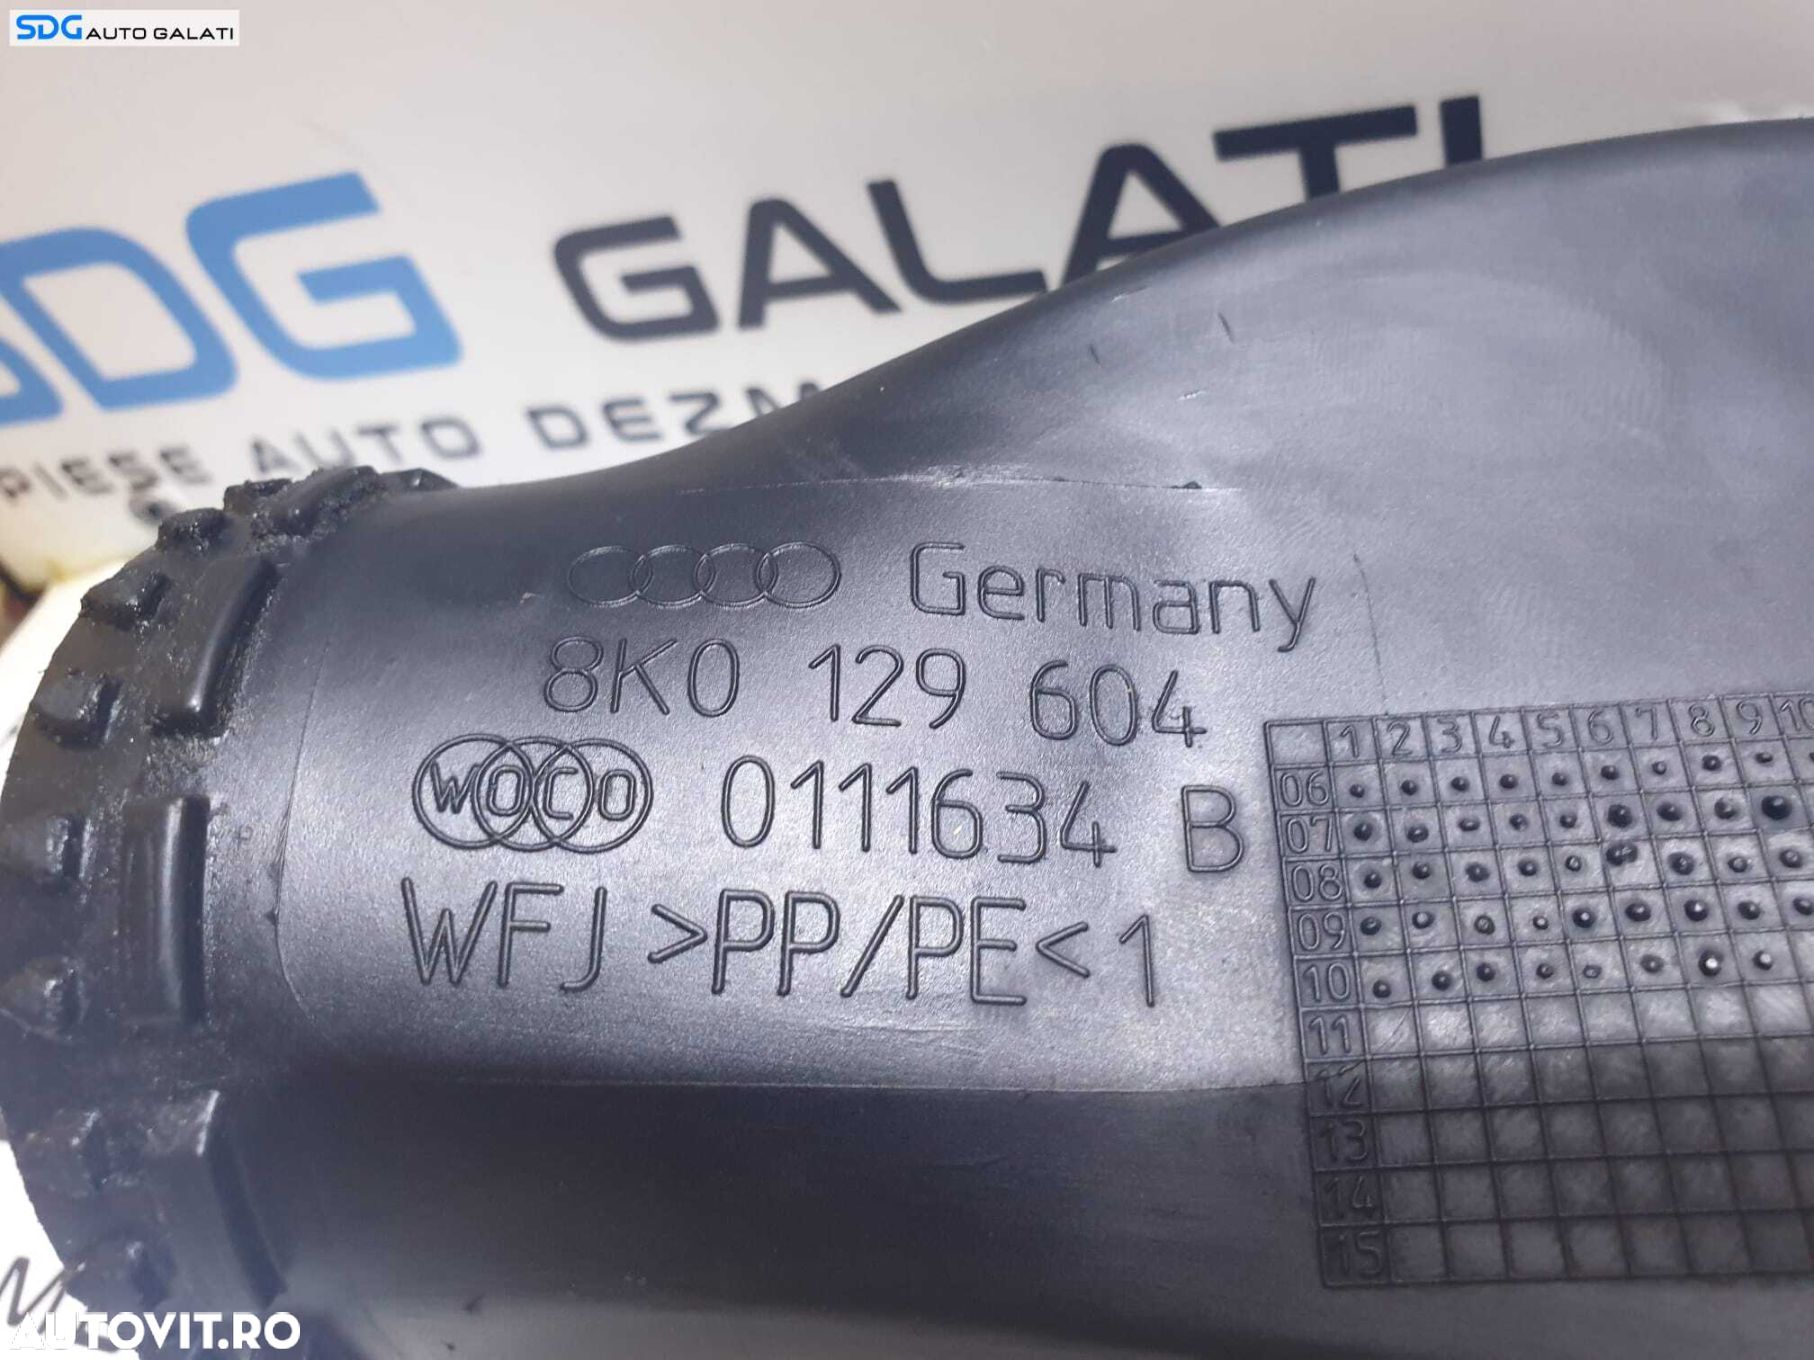 SDG AUTO GALATI
SDG GALATI
PIESE AUTO DEZM
Germany
8K0 129 604
WOCO 0111634 B
WFJ >PP/PE< 1
1 2 3 4 5 6 7 8 9 10
06
07
08
09
10
11
12
13
14
15
AUTOVIT.RO